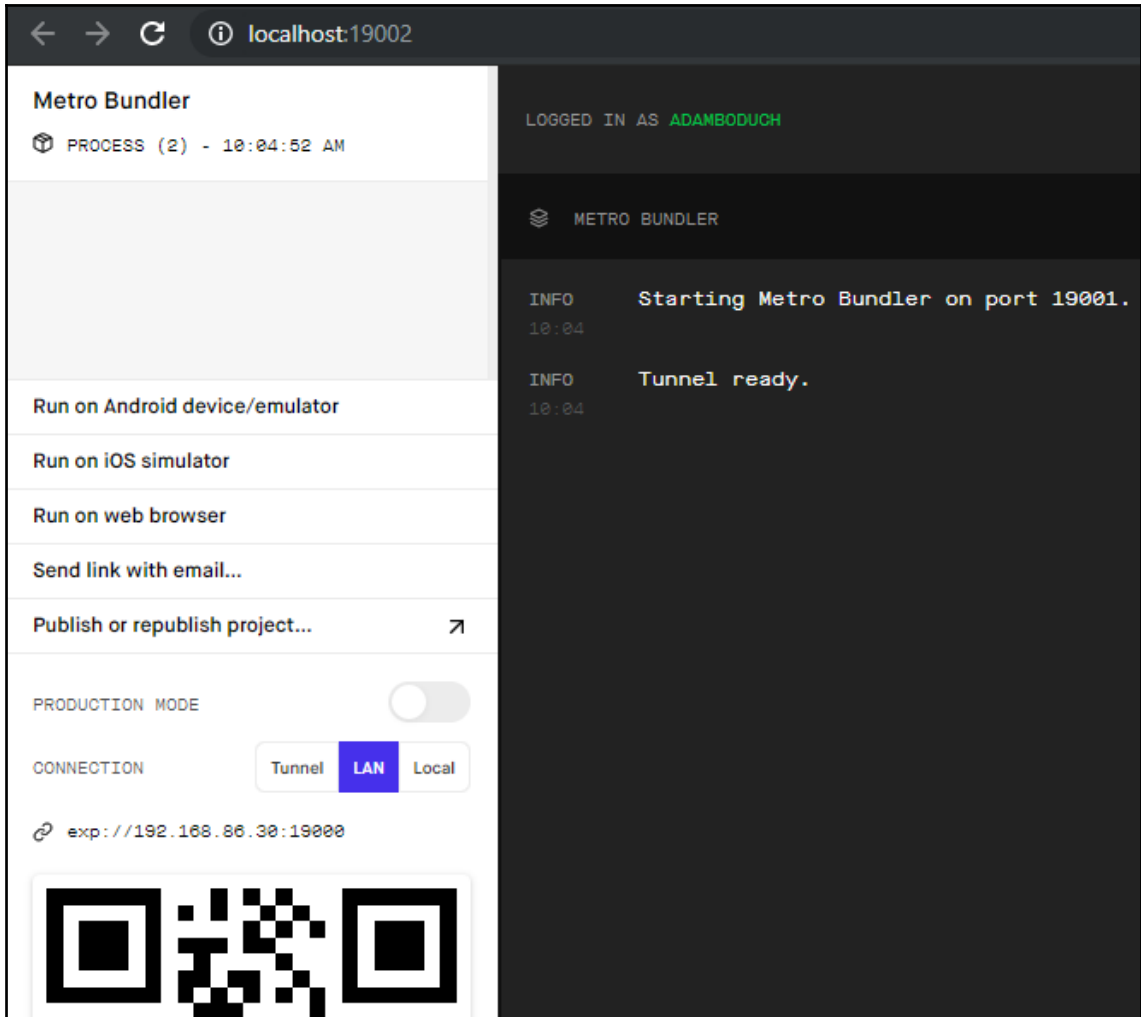 localhost:19002
Metro Bundler
PROCESS (2) - 10:04:52 AM
Run on Android device/emulator
Run on iOS simulator
Run on web browser
Send link with email...
Publish or republish project...
PRODUCTION MODE
CONNECTION Tunnel LAN Local
exp://192.168.86.30:19000
LOGGED IN AS ADAMBODUCH
METRO BUNDLER
INFO Starting Metro Bundler on port 19001.
10:04
INFO Tunnel ready.
10:04